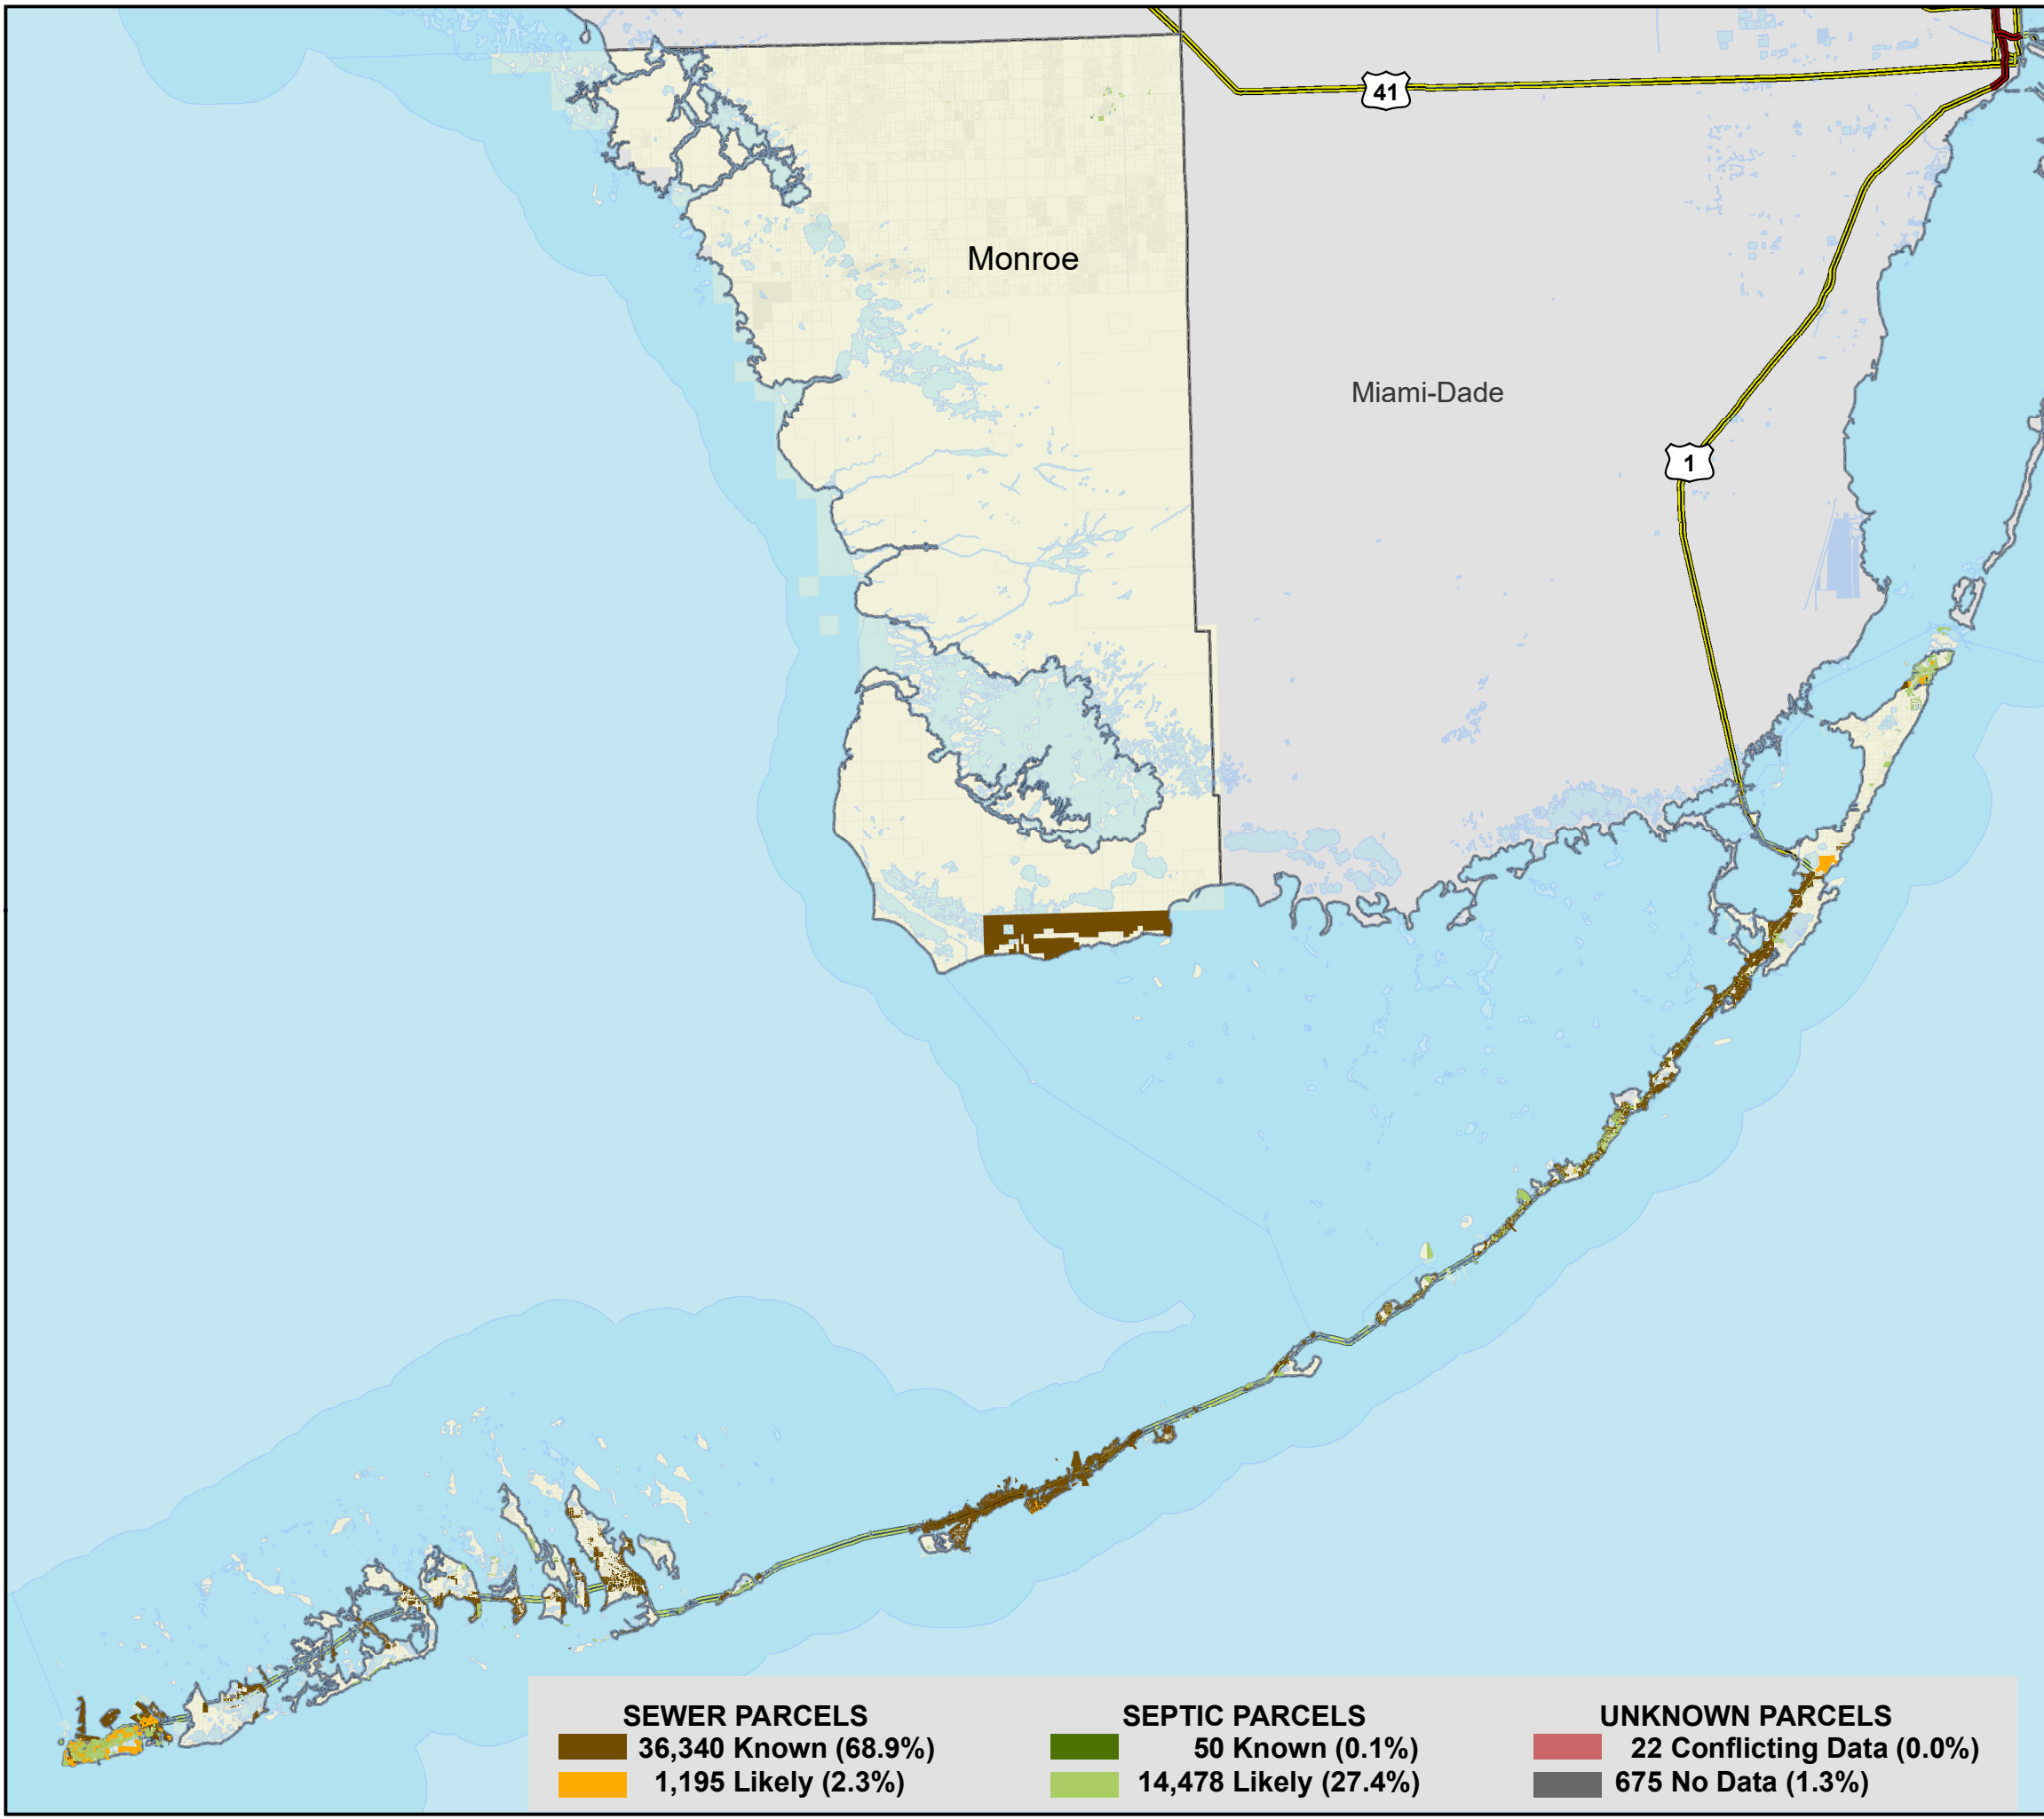 41
Monroe
Miami-Dade
1
SEWER PARCELS
36,340 Known (68.9%)
1,195 Likely (2.3%)
SEPTIC PARCELS
50 Known (0.1%)
14,478 Likely (27.4%)
UNKNOWN PARCELS
22 Conflicting Data (0.0%)
675 No Data (1.3%)